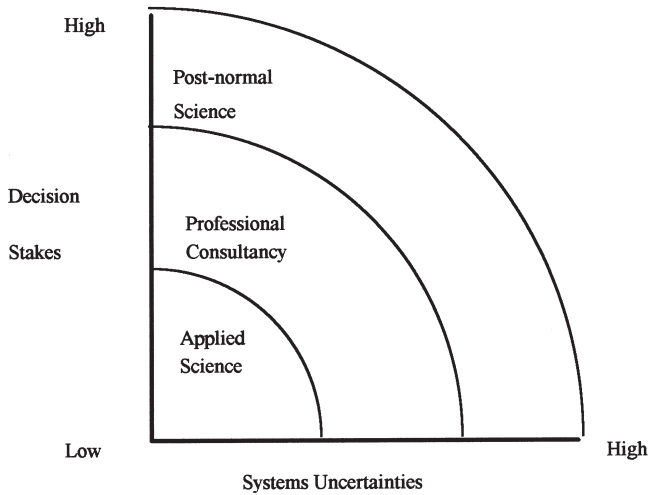 High
Post-normal
Science
Decision
Stakes
Professional
Consultancy
Applied
Science
Low
High
Systems Uncertainties